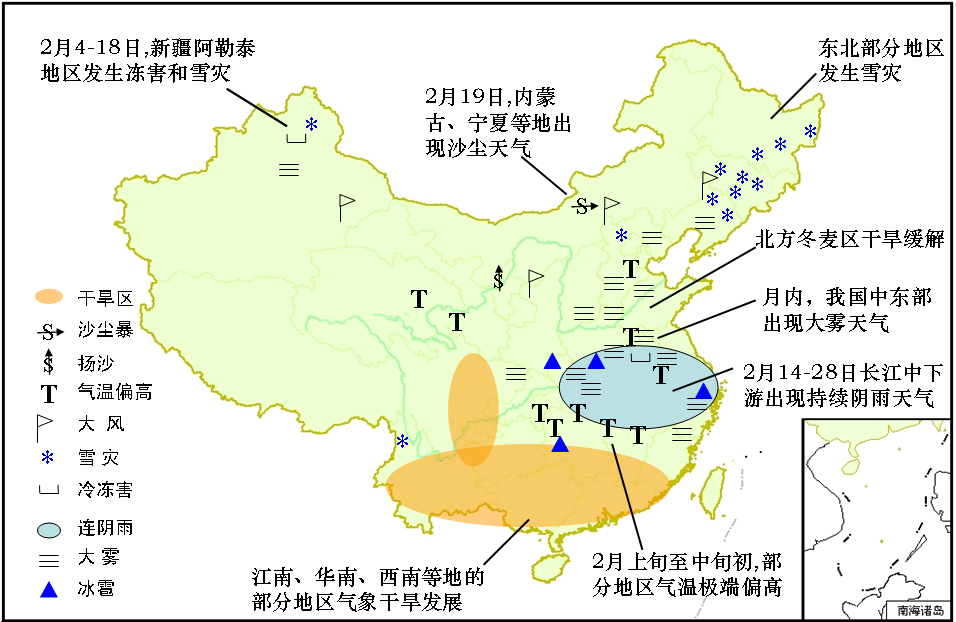 2月4-18日,新疆阿勒泰
地区发生冻害和雪灾
2月19日,内蒙
古、宁夏等地出
现沙尘天气
东北部分地区
发生雪灾
北方冬麦区干旱缓解
月内，我国中东部
出现大雾天气
2月14-28日长江中下
游出现持续阴雨天气
2月上旬至中旬初,部
分地区气温极端偏高
江南、华南、西南等地的
部分地区气象干旱发展
干旱区
沙尘暴
扬沙
T 气温偏高
大 风
雪灾
冷冻害
连阴雨
大 雾
冰雹
南海诸岛